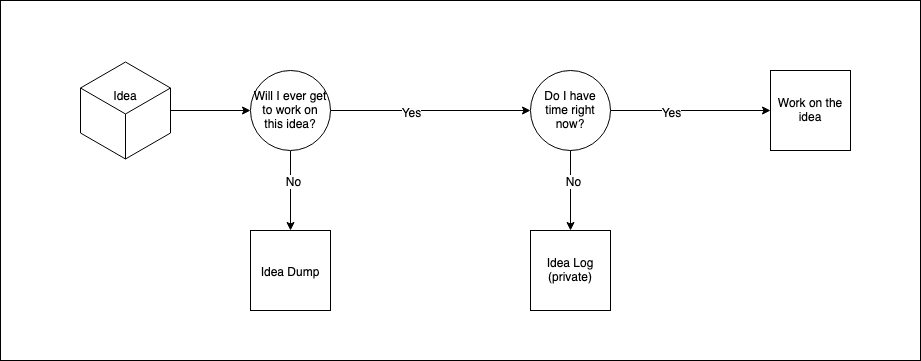 Idea
Will I ever get
to work on
this idea?
Yes
Do I have
time right
now?
Yes
Work on the
idea
No
No
Idea Dump
Idea Log
(private)